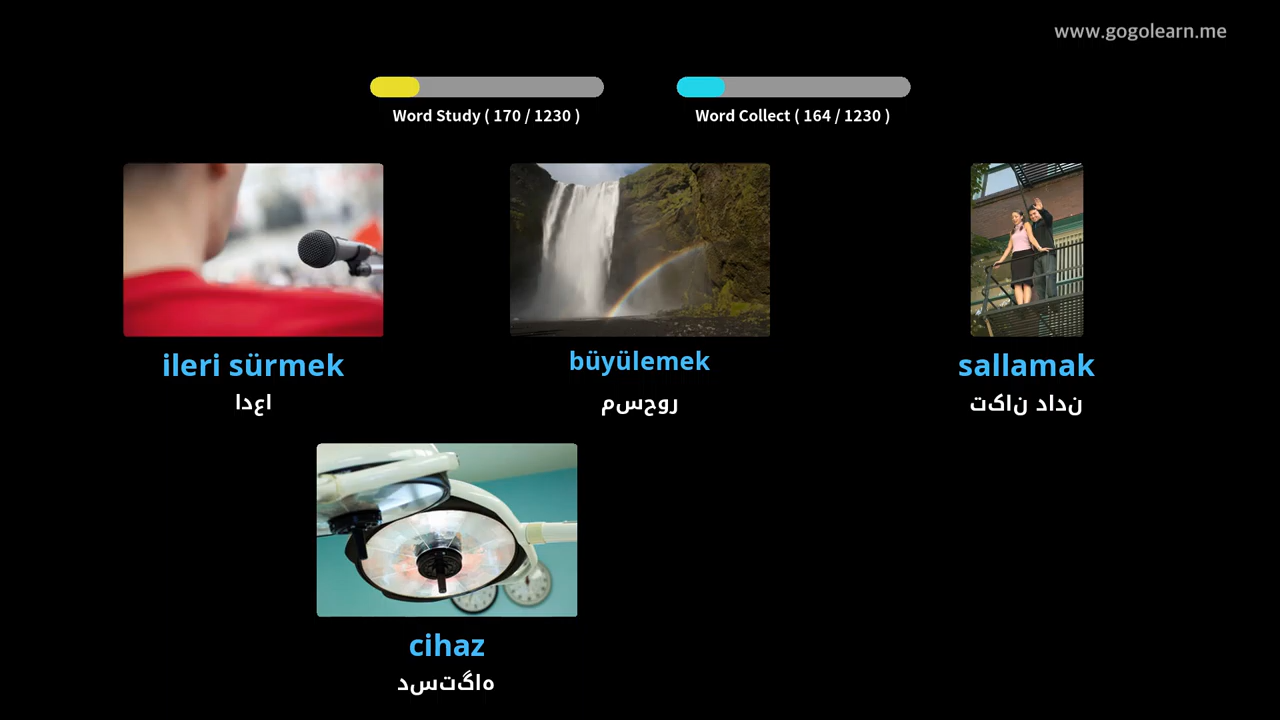 www.gogolearn.me
Word Study ( 170 / 1230 )
Word Collect ( 164 / 1230 )
ileri sürmek
اعدا
büyülemek
روحسم
sallamak
نداد ناکت
cihaz
هاگتسد